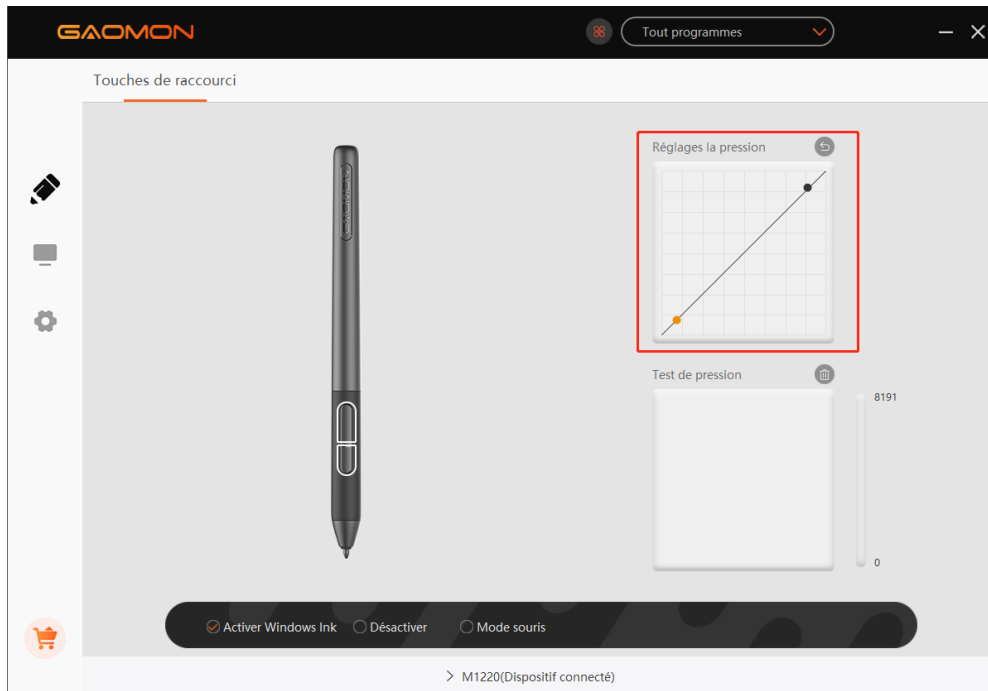 GAOMON
Tout programmes
Touches de raccourci
Réglages la pression
GAOMON
Test de pression
8191
0
Activer Windows Ink
Désactiver
Mode souris
M1220(Dispositif connecté)